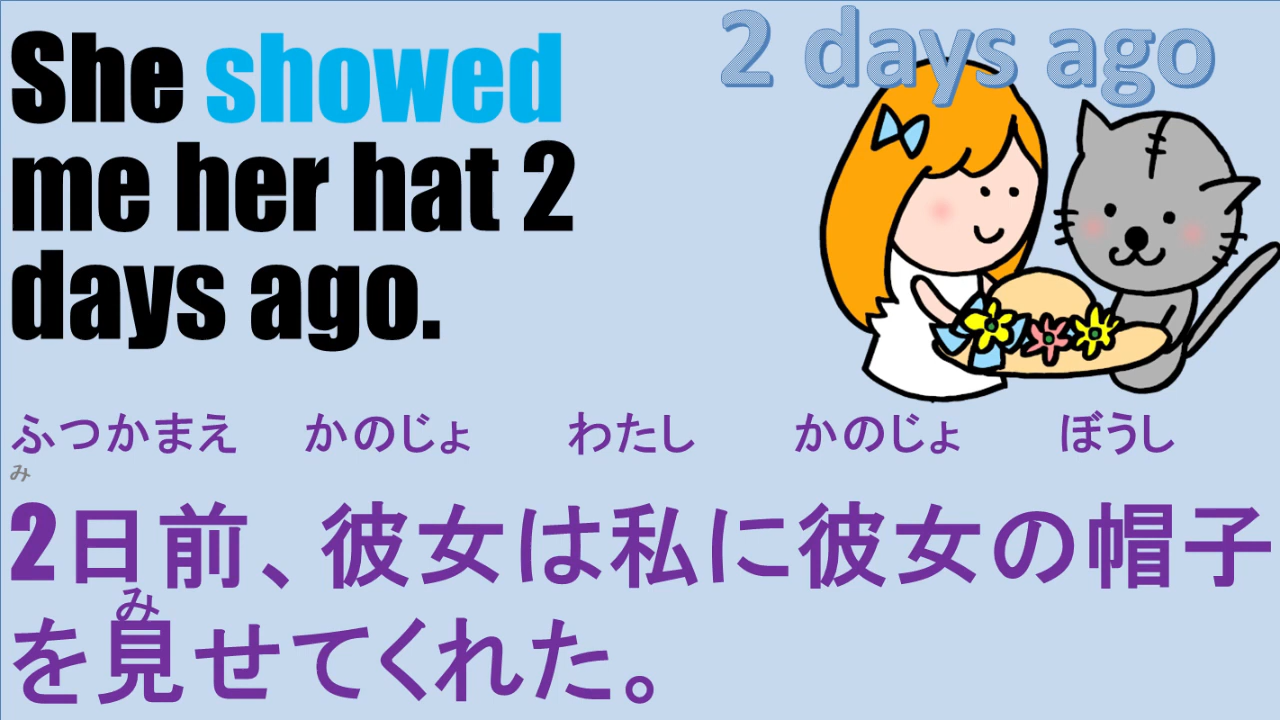 She showed
me her hat 2
days ago.
2 days ago
ふつかまえ かのじょ わたし かのじょ ぼうし
み
2日前、彼女は私に彼女の帽子
み
を見せてくれた。